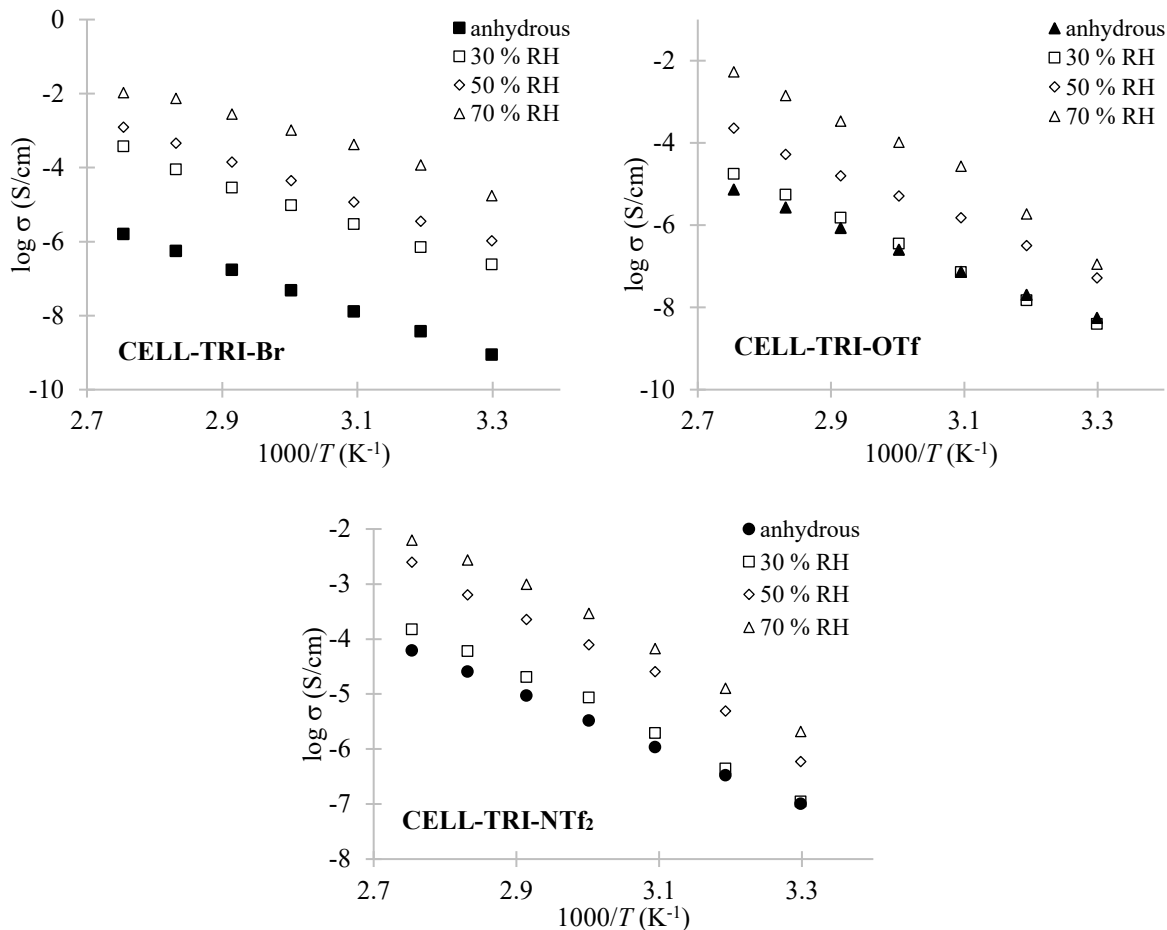 0
-2
-4
-6
-8
-10
log σ (S/cm)
2.7 2.9 3.1 3.3
1000/T (K-1)
anhydrous
30 % RH
50 % RH
70 % RH
CELL-TRI-Br
-2
-4
-6
-8
-10
log σ (S/cm)
2.7 2.9 3.1 3.3
1000/T (K-1)
anhydrous
30 % RH
50 % RH
70 % RH
CELL-TRI-OTf
-2
-3
-4
-5
-6
-7
-8
log σ (S/cm)
2.7 2.9 3.1 3.3
1000/T (K-1)
anhydrous
30 % RH
50 % RH
70 % RH
CELL-TRI-NTf₂